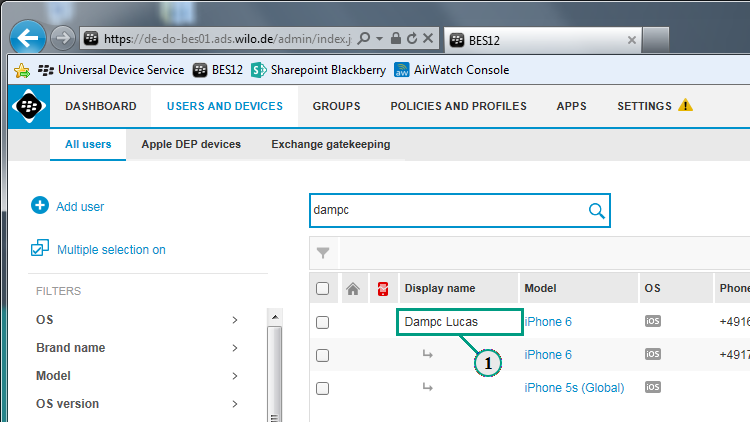 https://de-do-bes01.ads.wilo.de/admin/index.j
BES12
Universal Device Service
BES12
Sharepoint Blackberry
AirWatch Console
DASHBOARD
USERS AND DEVICES
GROUPS
POLICIES AND PROFILES
APPS
SETTINGS
All users
Apple DEP devices
Exchange gatekeeping
Add user
dampc
Multiple selection on
FILTERS
OS
Brand name
Model
OS version
Display name
Model
OS
Phone
Dampc Lucas
iPhone 6
iOS
+4916
iPhone 6
iOS
+4917
1
iPhone 5s (Global)
iOS